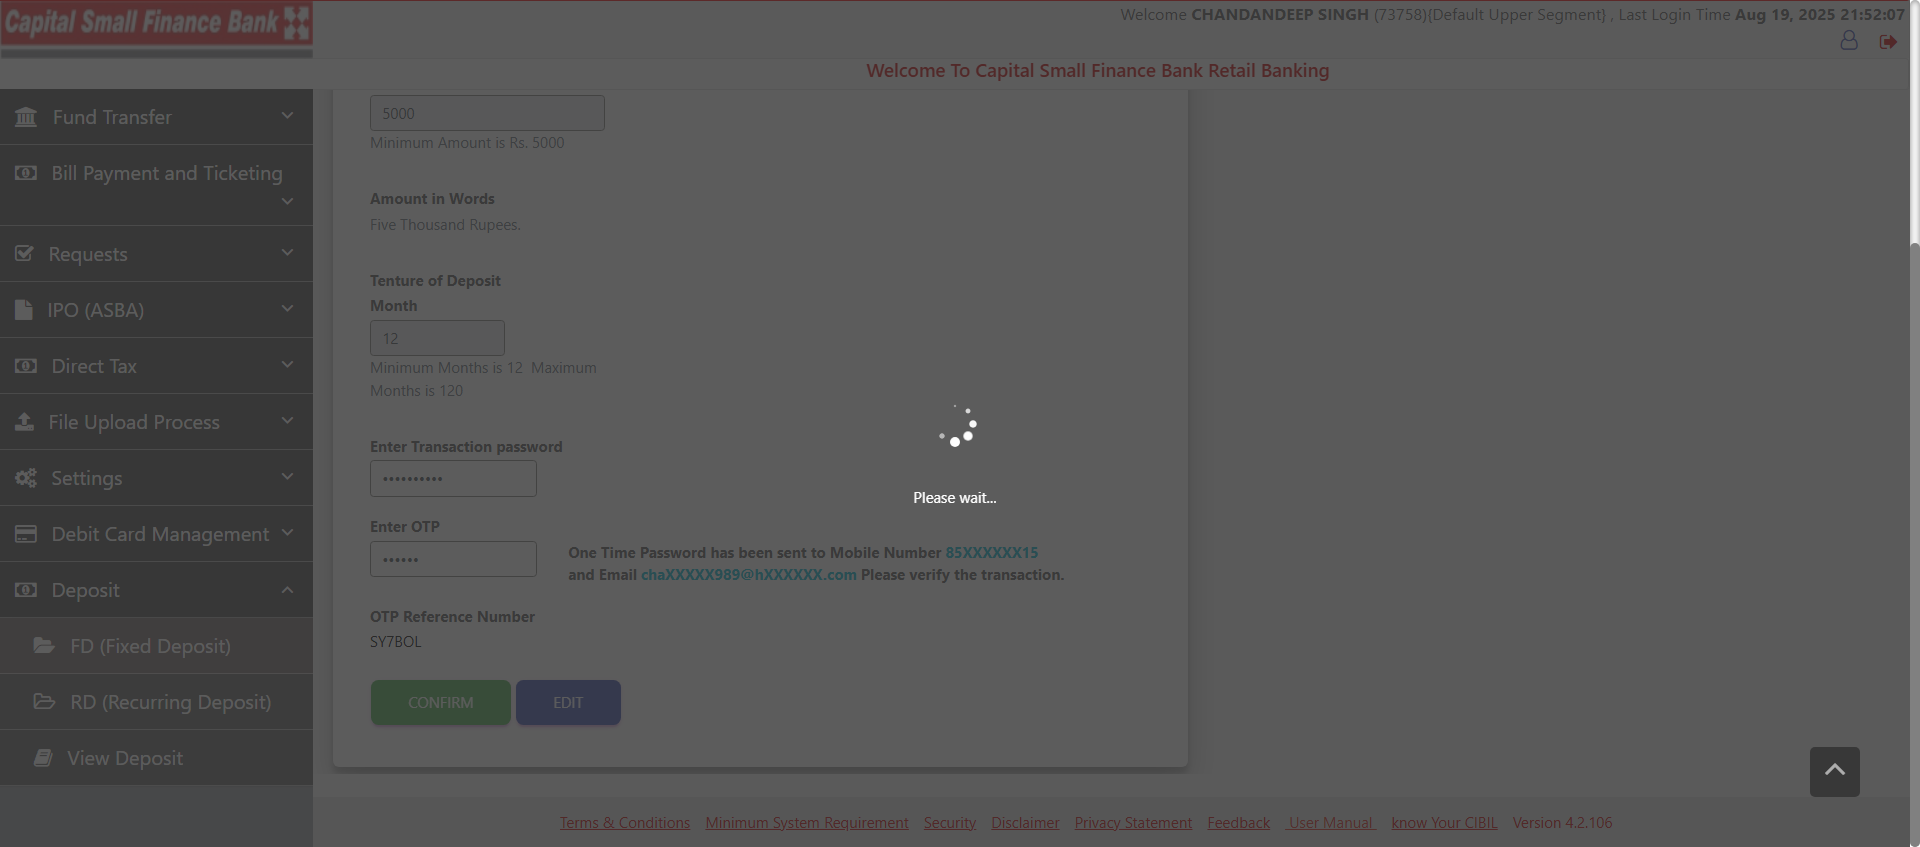 Capital Small Finance Bank
Welcome CHANDANDEEP SINGH (73758){Default Upper Segment} , Last Login Time Aug 19, 2025 21:52:07
Welcome To Capital Small Finance Bank Retail Banking
Fund Transfer
Bill Payment and Ticketing
Requests
IPO (ASBA)
Direct Tax
File Upload Process
Settings
Debit Card Management
Deposit
FD (Fixed Deposit)
RD (Recurring Deposit)
View Deposit
5000
Minimum Amount is Rs. 5000
Amount in Words
Five Thousand Rupees.
Tenture of Deposit
Month
12
Minimum Months is 12 Maximum
Months is 120
Enter Transaction password
••••••••••
Enter OTP
••••••
One Time Password has been sent to Mobile Number 85XXXXXX15
and Email chaXXXXX989@hXXXXXX.com Please verify the transaction.
OTP Reference Number
SY7BOL
CONFIRM EDIT
Please wait...
Terms & Conditions Minimum System Requirement Security Disclaimer Privacy Statement Feedback User Manual know Your CIBIL Version 4.2.106